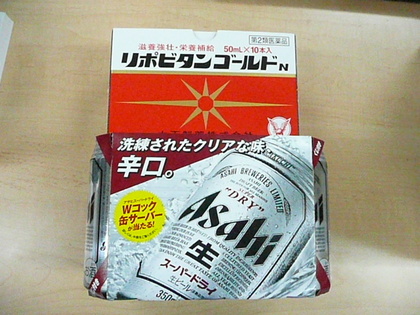 第2類医薬品
滋養強壮・栄養補給 50mL×10本入
リポビタンゴールドN
洗練されたクリアな味
辛口。
Wコック
缶サーバー
が当たる!
ASAHI BREWERIES LIMITED
"DRY"
Asahi
生
スーパードライ
生ビール
350